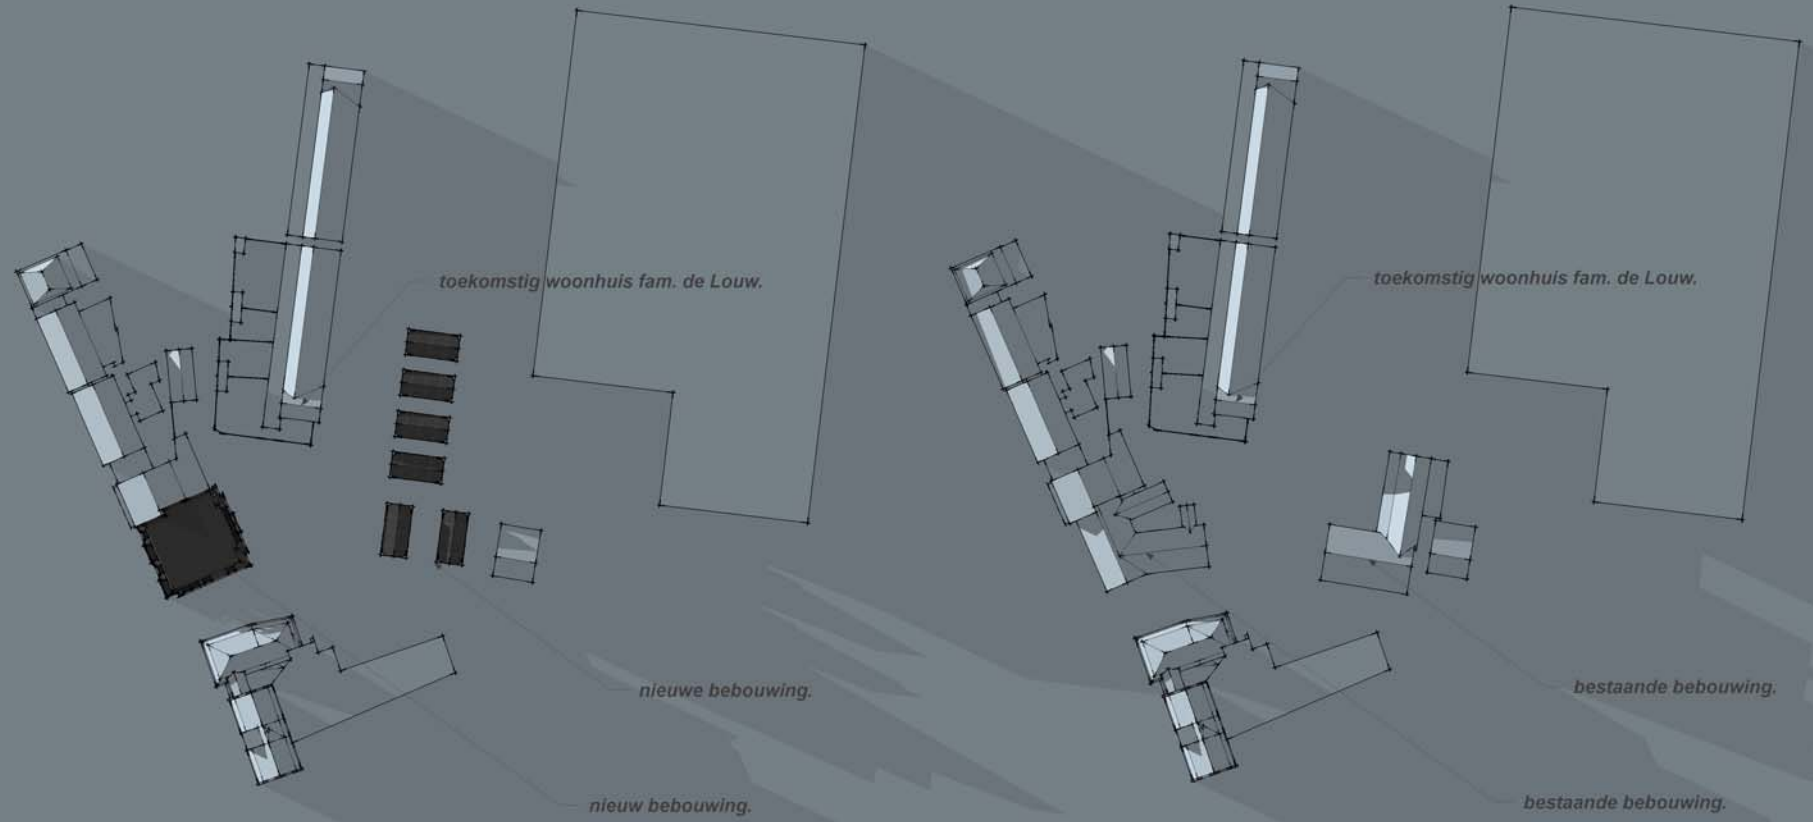 toekomstig woonhuis fam. de Louw.
nieuwe bebouwing.
nieuw bebouwing.
toekomstig woonhuis fam. de Louw.
bestaande bebouwing.
bestaande bebouwing.